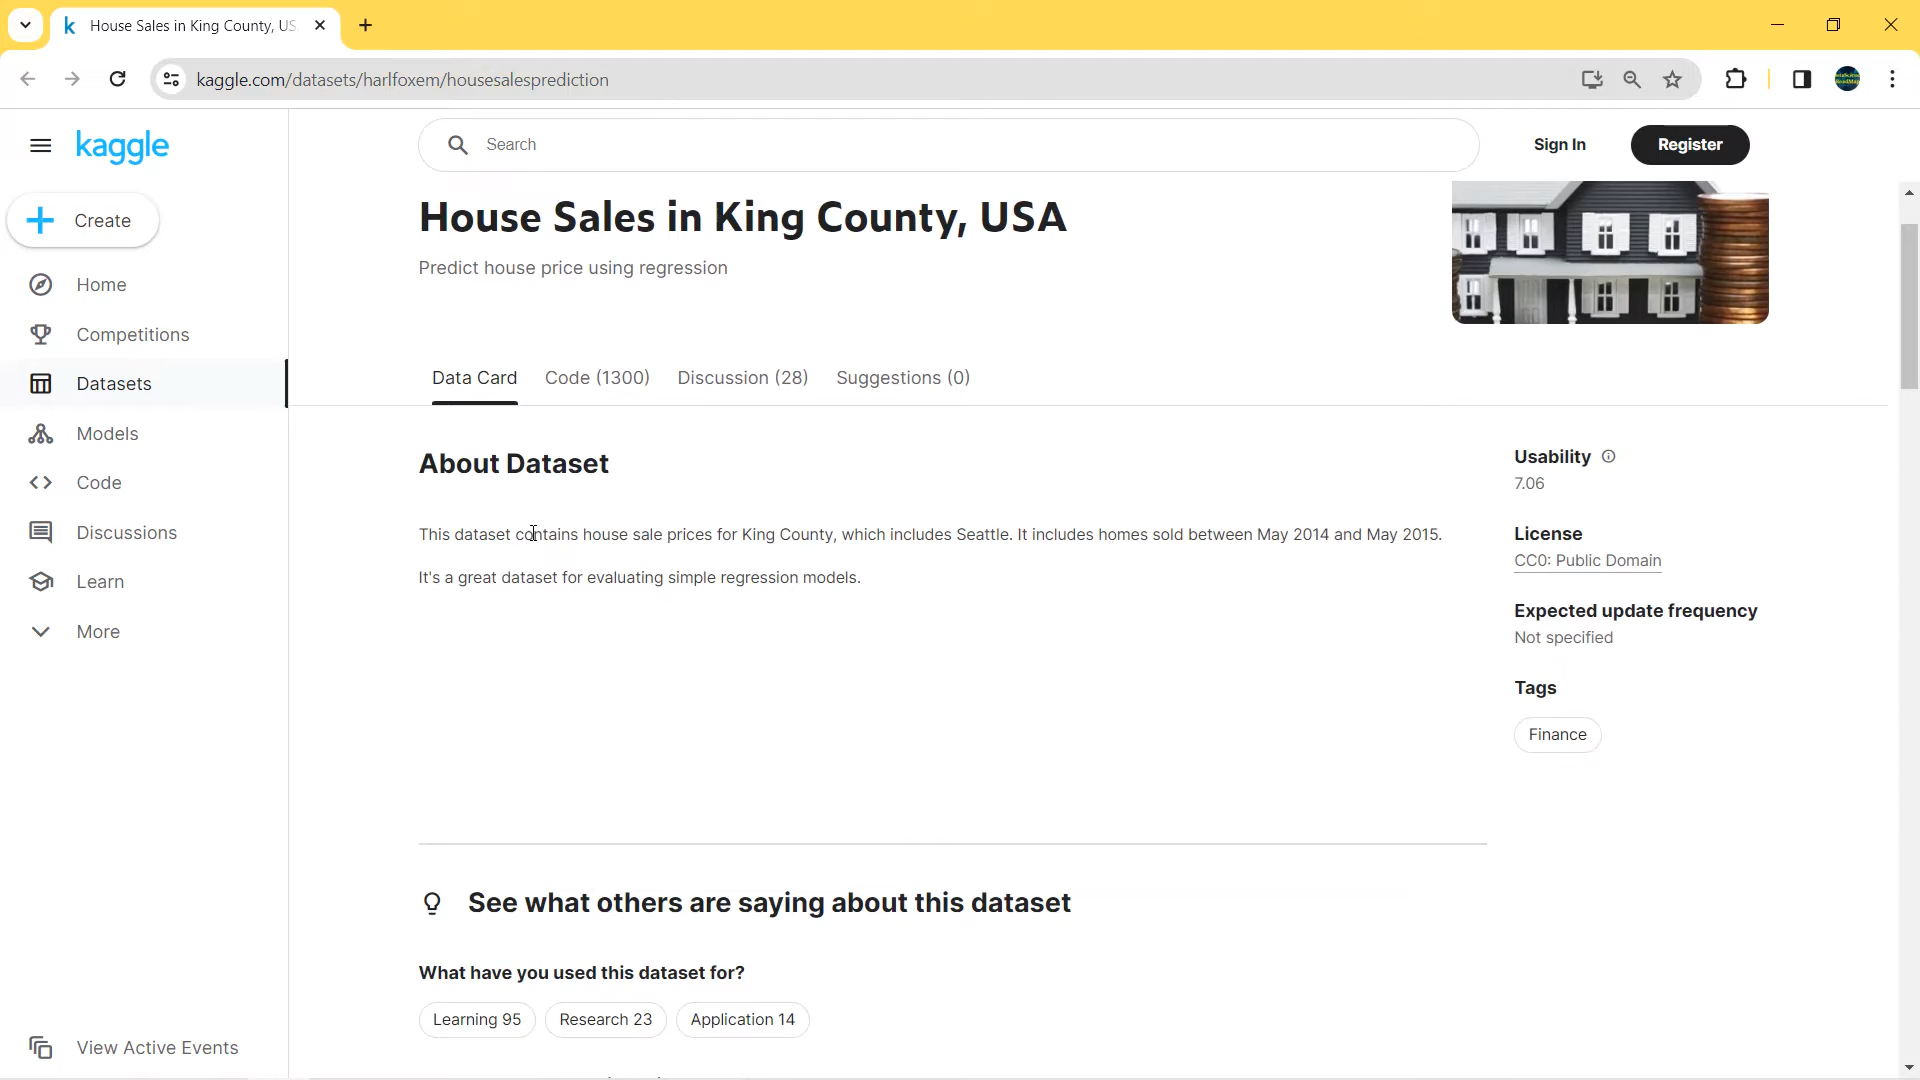 House Sales in King County, US
kaggle.com/datasets/harlfoxem/housesalesprediction
kaggle
Search
Sign In
Register
Create
Home
Competitions
Datasets
Models
Code
Discussions
Learn
More
View Active Events
House Sales in King County, USA
Predict house price using regression
Data Card
Code (1300)
Discussion (28)
Suggestions (0)
About Dataset
This dataset contains house sale prices for King County, which includes Seattle. It includes homes sold between May 2014 and May 2015.
It's a great dataset for evaluating simple regression models.
Usability
7.06
License
CC0: Public Domain
Expected update frequency
Not specified
Tags
Finance
See what others are saying about this dataset
What have you used this dataset for?
Learning 95
Research 23
Application 14